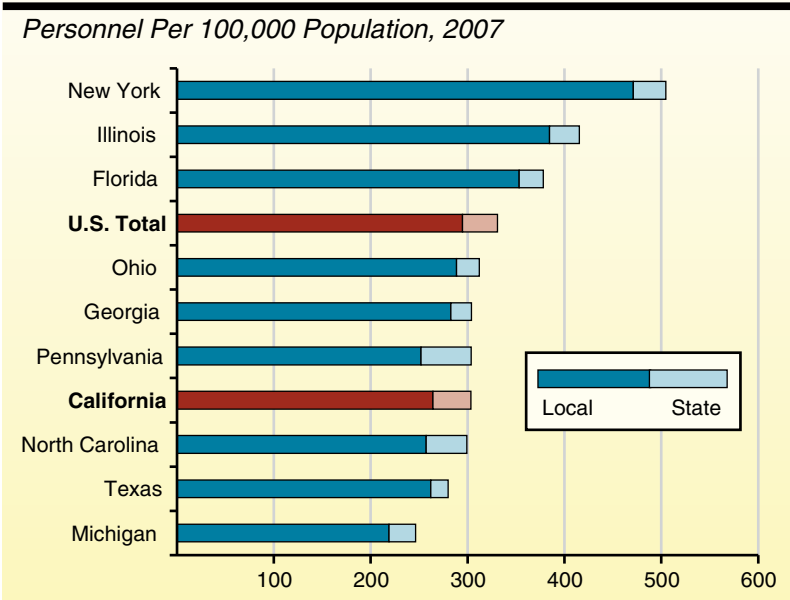 Personnel Per 100,000 Population, 2007
New York
Illinois
Florida
U.S. Total
Ohio
Georgia
Pennsylvania
California
North Carolina
Texas
Michigan
Local State
100 200 300 400 500 600